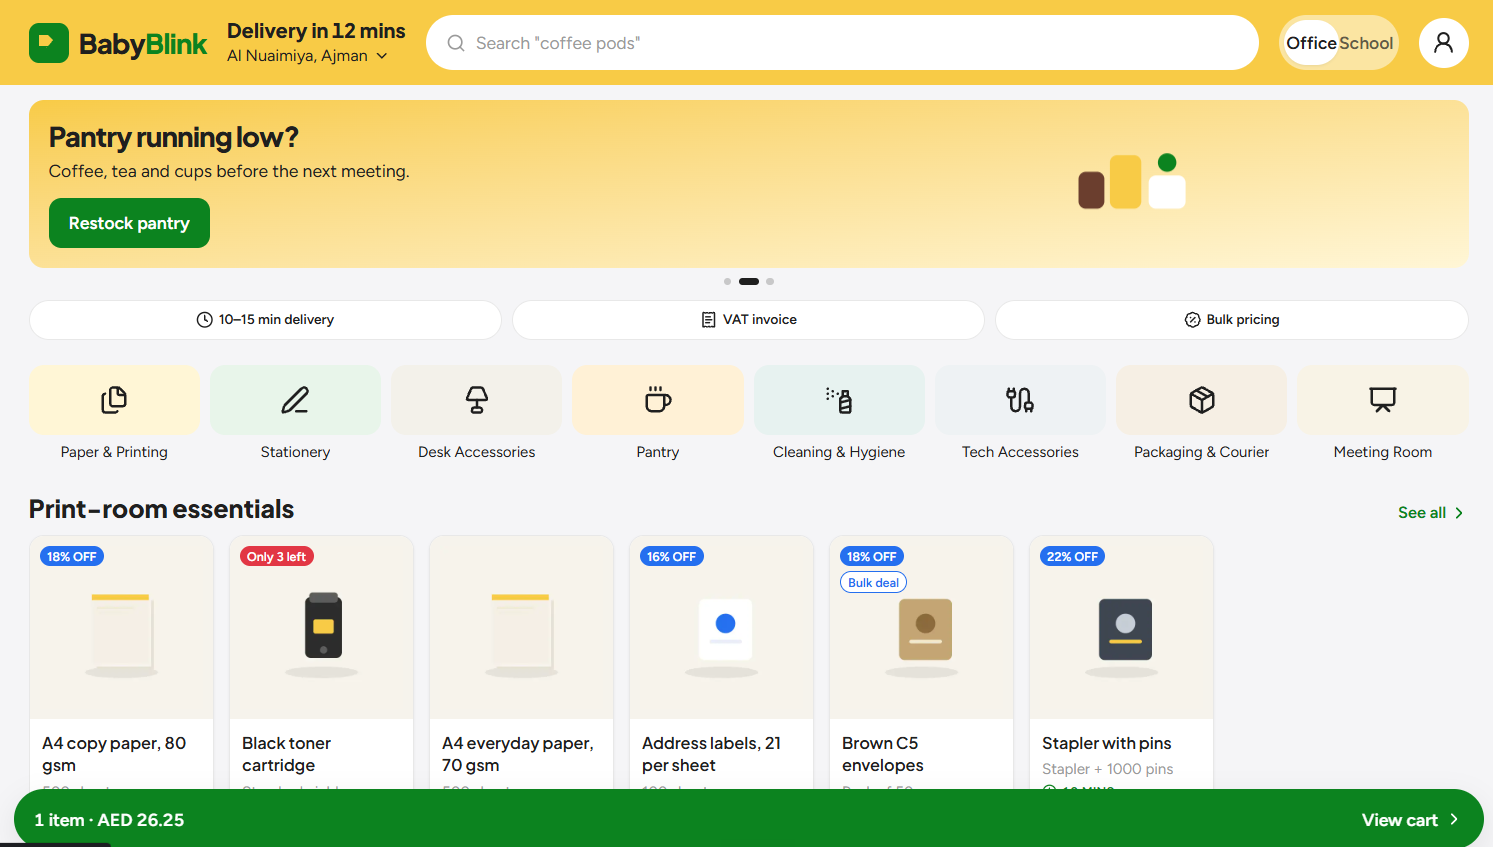 BabyBlink
Delivery in 12 mins
Al Nuaimiya, Ajman
Search "coffee pods"
Office School
Pantry running low?
Coffee, tea and cups before the next meeting.
Restock pantry
10–15 min delivery
VAT invoice
Bulk pricing
Paper & Printing
Stationery
Desk Accessories
Pantry
Cleaning & Hygiene
Tech Accessories
Packaging & Courier
Meeting Room
Print-room essentials
See all
18% OFF
A4 copy paper, 80
gsm
Only 3 left
Black toner
cartridge
A4 everyday paper,
70 gsm
16% OFF
Address labels, 21
per sheet
18% OFF
Bulk deal
Brown C5
envelopes
22% OFF
Stapler with pins
Stapler + 1000 pins
1 item · AED 26.25
View cart